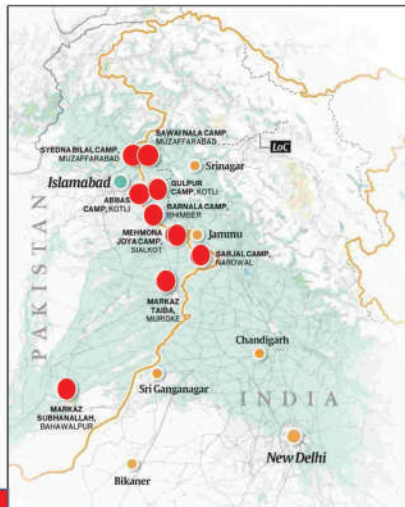 SAWAI NALA CAMP,
MUZAFFARABAD
SYEDNA BILAL CAMP,
MUZAFFARABAD
LoC
Srinagar
Islamabad
GULPUR
CAMP, KOTLI
ABBAS
CAMP, KOTLI
BARNALA CAMP,
BHIMBER
MEHMONA
JOYA CAMP,
SIALKOT
Jammu
SARJAL CAMP,
NAROWAL
PAKISTAN
MARKAZ
TAIBA,
MURIDKE
Chandigarh
Sri Ganganagar
INDIA
MARKAZ
SUBHANALLAH,
BAHAWALPUR
New Delhi
Bikaner